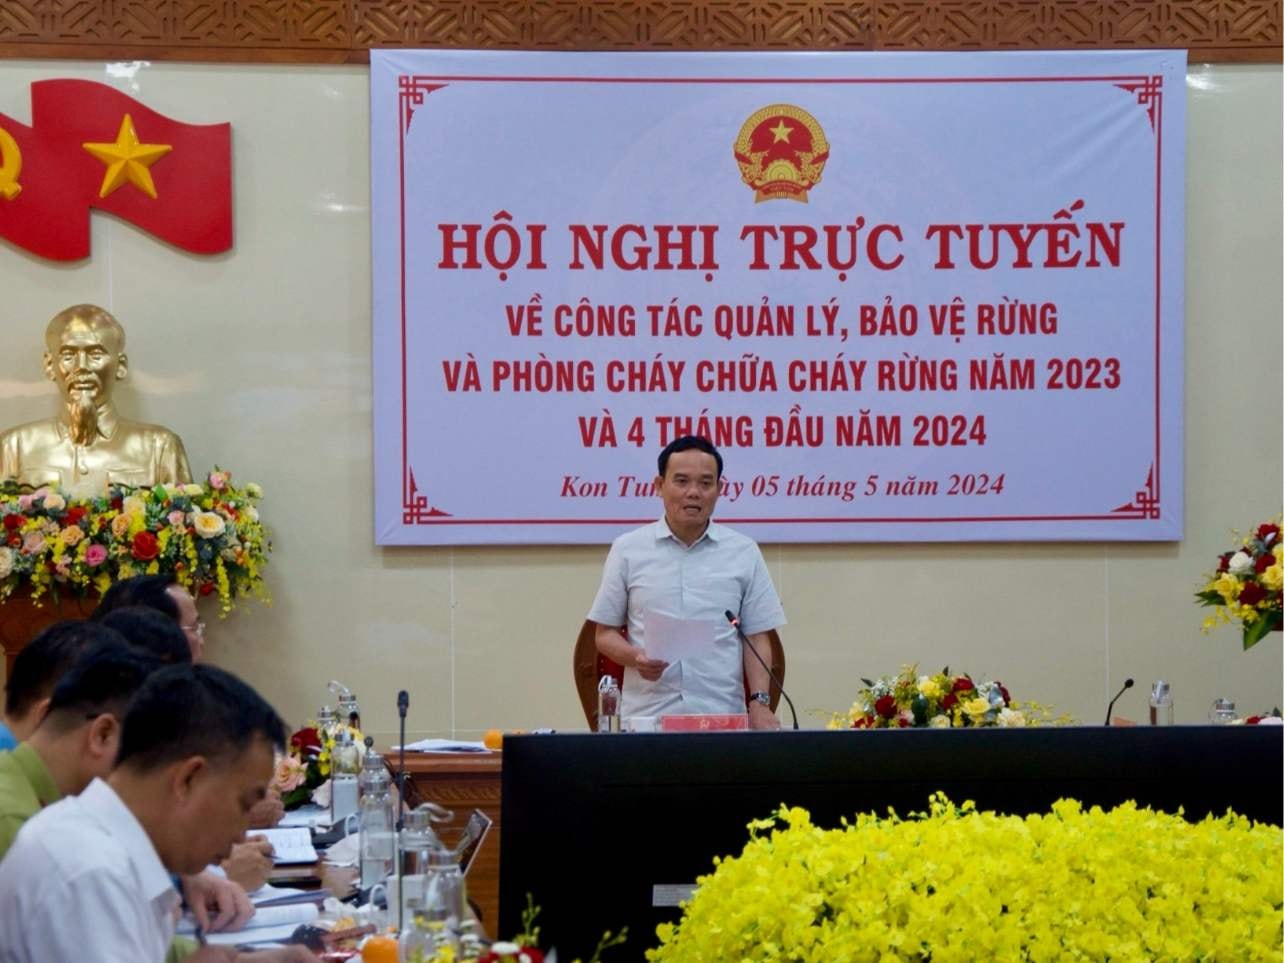 HỘI NGHỊ TRỰC TUYẾN
VỀ CÔNG TÁC QUẢN LÝ, BẢO VỆ RỪNG
VÀ PHÒNG CHÁY CHỮA CHÁY RỪNG NĂM 2023
VÀ 4 THÁNG ĐẦU NĂM 2024
Kon 05 tháng 5 năm 2024